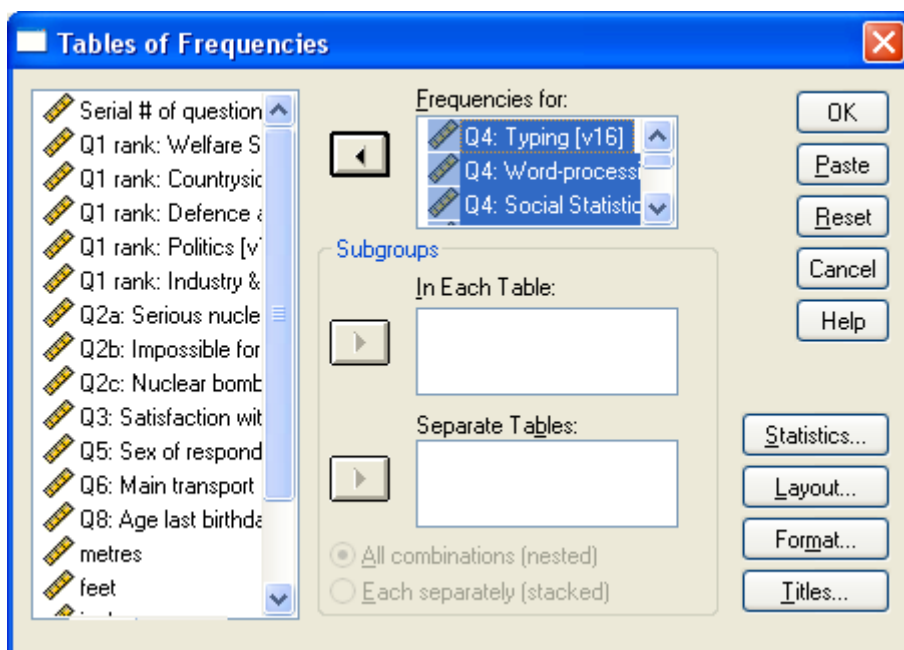 Tables of Frequencies
Serial # of question
Q1 rank: Welfare S
Q1 rank: Countrysid
Q1 rank: Defence a
Q1 rank: Politics [v
Q1 rank: Industry &
Q2a: Serious nucle
Q2b: Impossible for
Q2c: Nuclear bomb
Q3: Satisfaction wit
Q5: Sex of respond
Q6: Main transport
Q8: Age last birthda
metres
feet
Frequencies for:
Q4: Typing [v16]
Q4: Word-processi
Q4: Social Statistic
Subgroups
In Each Table:
Separate Tables:
All combinations (nested)
Each separately (stacked)
OK
Paste
Reset
Cancel
Help
Statistics...
Layout...
Format...
Titles...